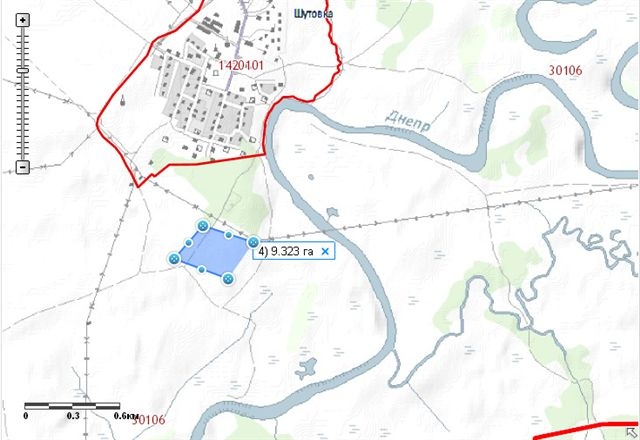 Шутовка
1420101
30106
Днепр
4) 9.323 га
0 0.3 0.6км
30106